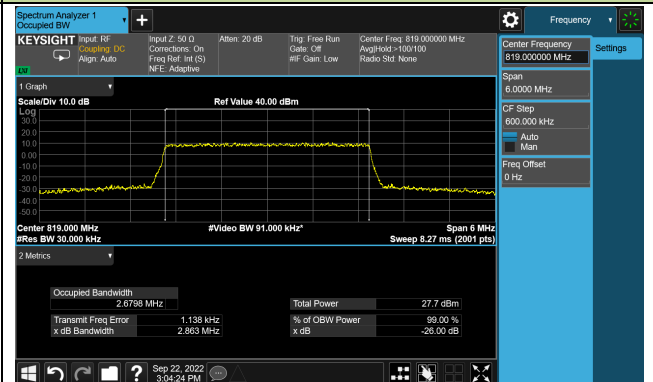 Spectrum Analyzer 1
Occupied BW
Frequency
KEYSIGHT
Input: RF
Coupling: DC
Align: Auto
Input Z: 50 Ω
Corrections: On
Freq Ref: Int (S)
NFE: Adaptive
Atten: 20 dB
Trig: Free Run
Gate: Off
#IF Gain: Low
Center Freq: 819.000000 MHz
Avg|Hold:>100/100
Radio Std: None
Center Frequency
819.000000 MHz
Settings
Span
6.0000 MHz
CF Step
600.000 kHz
Auto
Man
Freq Offset
0 Hz
1 Graph
Scale/Div 10.0 dB
Ref Value 40.00 dBm
Log
30.0
20.0
10.0
0.00
-10.0
-20.0
-30.0
-40.0
-50.0
Center 819.000 MHz
#Video BW 91.000 kHz*
Span 6 MHz
#Res BW 30.000 kHz
Sweep 8.27 ms (2001 pts)
2 Metrics
Occupied Bandwidth
2.6798 MHz
Total Power
27.7 dBm
Transmit Freq Error
1.138 kHz
% of OBW Power
99.00 %
x dB Bandwidth
2.863 MHz
x dB
-26.00 dB
?
Sep 22, 2022
3:04:24 PM